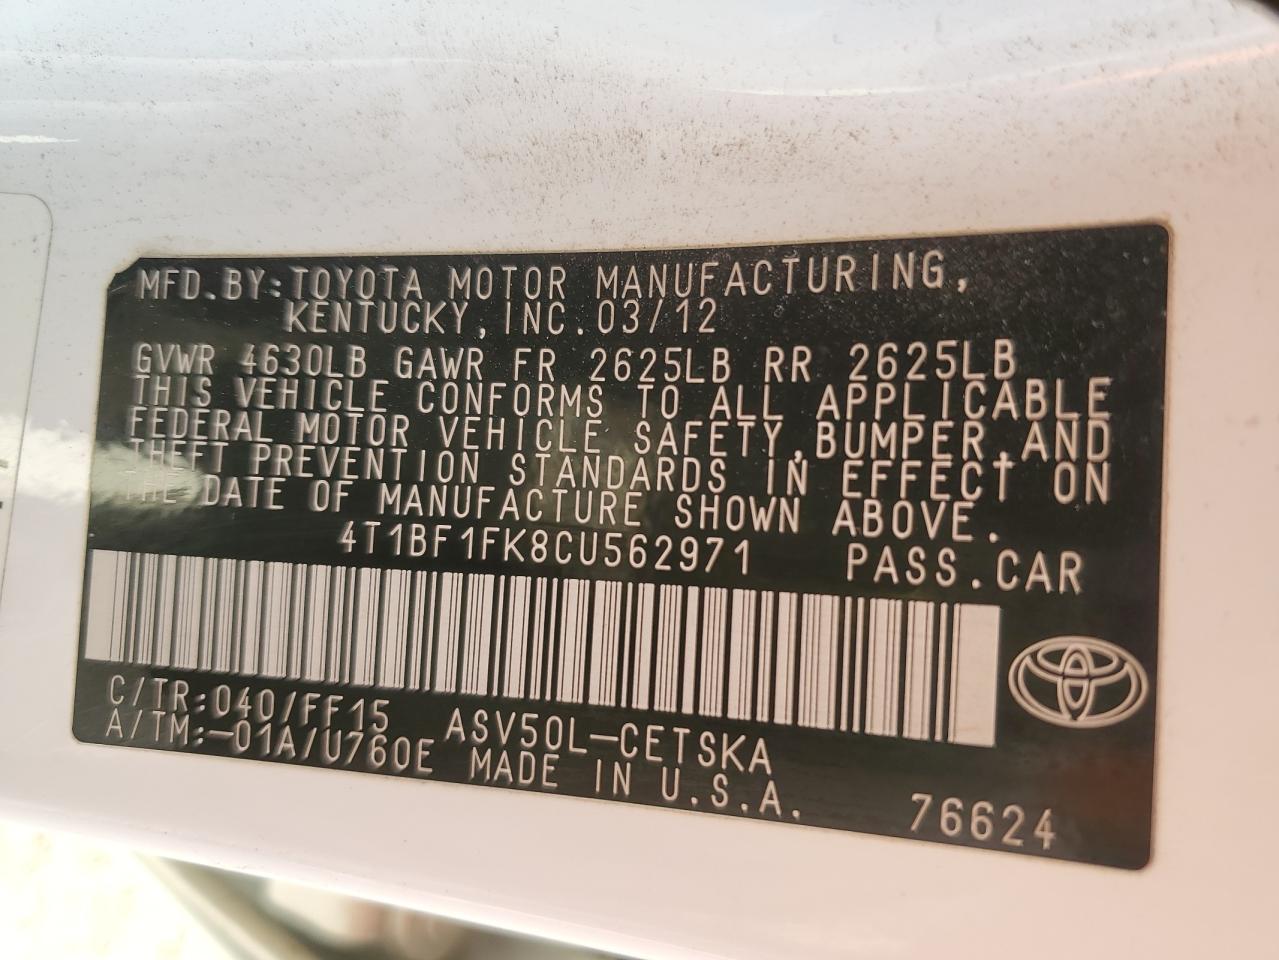 MFD.BY:TOYOTA MOTOR MANUFACTURING,
KENTUCKY,INC.03/12
GVWR 4630LB GAWR FR 2625LB RR 2625LB
THIS VEHICLE CONFORMS TO ALL APPLICABLE
FEDERAL MOTOR VEHICLE SAFETY,BUMPER,AND
THEFT PREVENTION STANDARDS IN EFFECT ON
THE DATE OF MANUFACTURE SHOWN ABOVE.
4T1BF1FK8CU562971 PASS.CAR
C/TR:040/FF15 ASV50L-CETSKA
A/TM:-01A/U760E MADE IN U.S.A.
76624